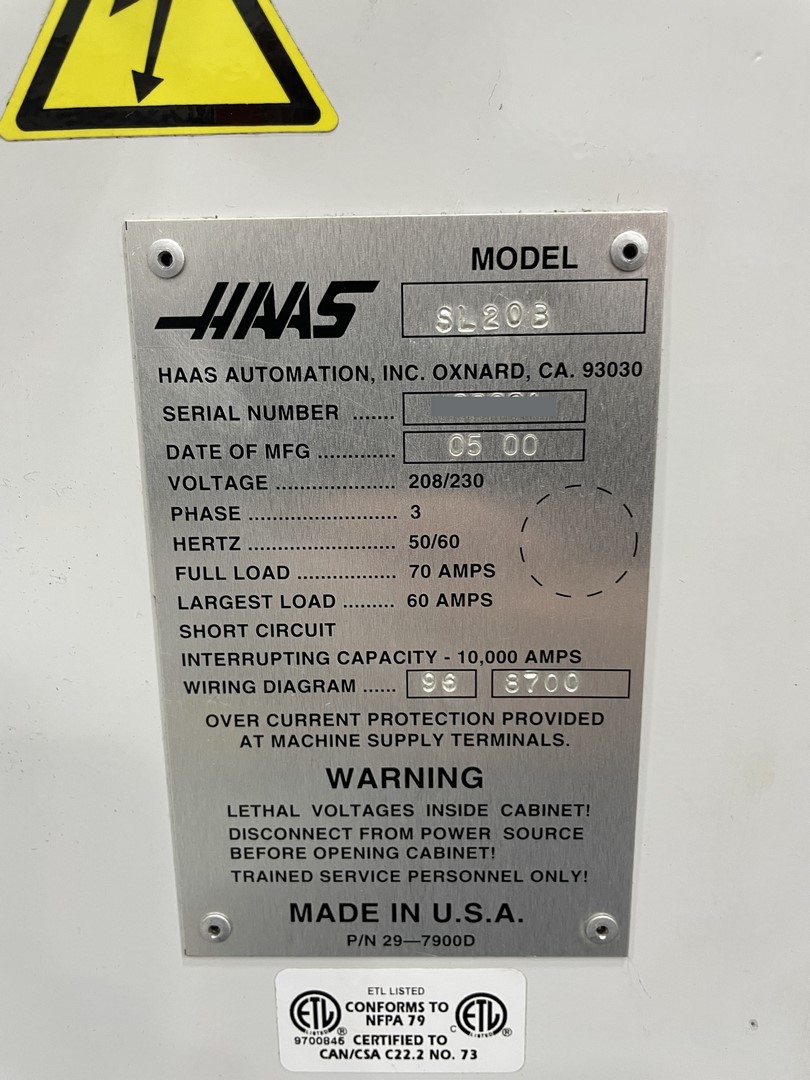 MODEL
HAAS
SL20B
HAAS AUTOMATION, INC. OXNARD, CA. 93030
SERIAL NUMBER .......
DATE OF MFG ............. 05 00
VOLTAGE .................... 208/230
PHASE ......................... 3
HERTZ ......................... 50/60
FULL LOAD ................. 70 AMPS
LARGEST LOAD ......... 60 AMPS
SHORT CIRCUIT
INTERRUPTING CAPACITY - 10,000 AMPS
WIRING DIAGRAM ...... 96 8700
OVER CURRENT PROTECTION PROVIDED
AT MACHINE SUPPLY TERMINALS.
WARNING
LETHAL VOLTAGES INSIDE CABINET!
DISCONNECT FROM POWER SOURCE
BEFORE OPENING CABINET!
TRAINED SERVICE PERSONNEL ONLY!
MADE IN U.S.A.
P/N 29—7900D
ETL LISTED
ETL LISTED ® CONFORMS TO C ETL LISTED ®
NFPA 79
9700845 CERTIFIED TO
CAN/CSA C22.2 NO. 73